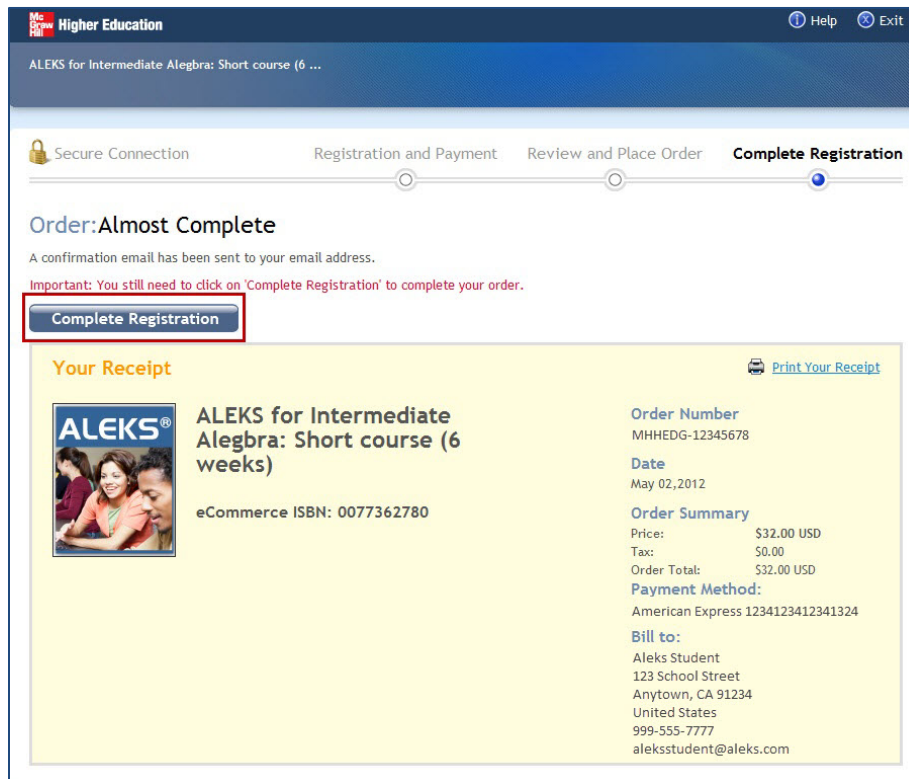 Mc Graw Hill Higher Education
Help Exit
ALEKS for Intermediate Alegbra: Short course (6 ...
Secure Connection Registration and Payment Review and Place Order Complete Registration
Order:Almost Complete
A confirmation email has been sent to your email address.
Important: You still need to click on 'Complete Registration' to complete your order.
Complete Registration
Your Receipt
Print Your Receipt
ALEKS®
ALEKS for Intermediate
Alegbra: Short course (6
weeks)
eCommerce ISBN: 0077362780
Order Number
MHHEDG-12345678
Date
May 02,2012
Order Summary
Price: $32.00 USD
Tax: $0.00
Order Total: $32.00 USD
Payment Method:
American Express 1234123412341324
Bill to:
Aleks Student
123 School Street
Anytown, CA 91234
United States
999-555-7777
aleksstudent@aleks.com